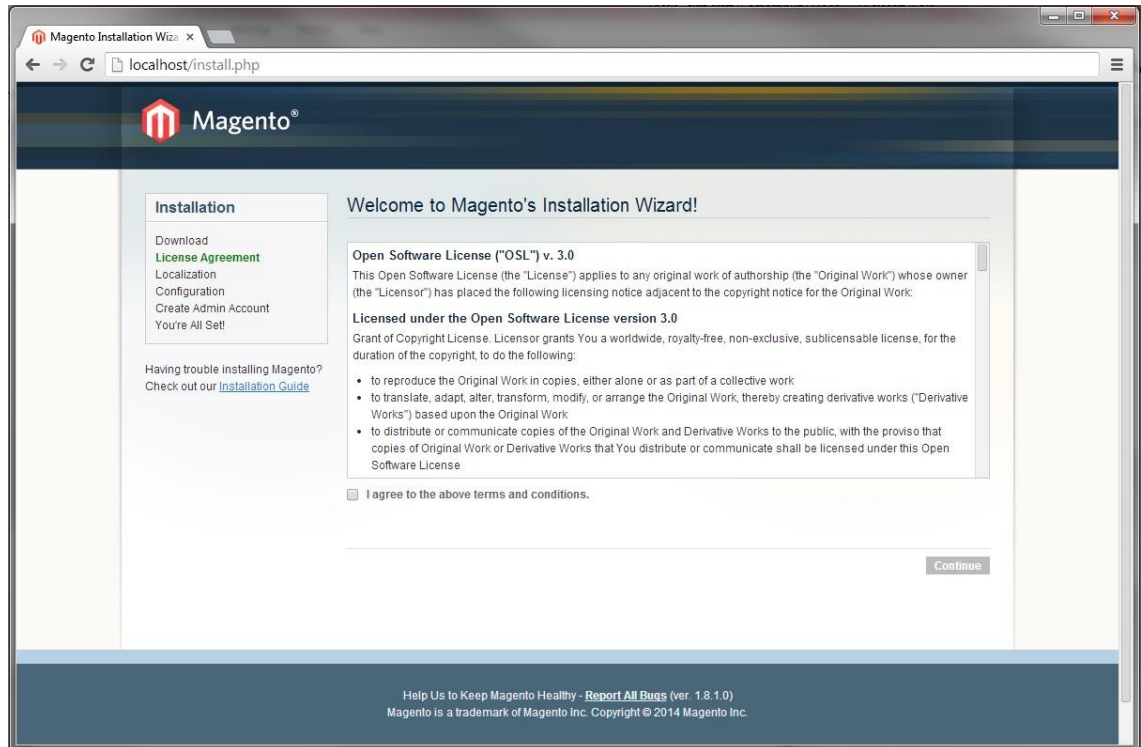 Magento Installation Wiza
localhost/install.php
Magento®
Installation
Download
License Agreement
Localization
Configuration
Create Admin Account
You're All Set!
Having trouble installing Magento?
Check out our Installation Guide
Welcome to Magento's Installation Wizard!
Open Software License ("OSL") v. 3.0
This Open Software License (the "License") applies to any original work of authorship (the "Original Work") whose owner
(the "Licensor") has placed the following licensing notice adjacent to the copyright notice for the Original Work:
Licensed under the Open Software License version 3.0
Grant of Copyright License. Licensor grants You a worldwide, royalty-free, non-exclusive, sublicensable license, for the
duration of the copyright, to do the following:
• to reproduce the Original Work in copies, either alone or as part of a collective work
• to translate, adapt, alter, transform, modify, or arrange the Original Work, thereby creating derivative works ("Derivative
Works") based upon the Original Work
• to distribute or communicate copies of the Original Work and Derivative Works to the public, with the proviso that
copies of Original Work or Derivative Works that You distribute or communicate shall be licensed under this Open
Software License
I agree to the above terms and conditions.
Continue
Help Us to Keep Magento Healthy - Report All Bugs (ver. 1.8.1.0)
Magento is a trademark of Magento Inc. Copyright © 2014 Magento Inc.